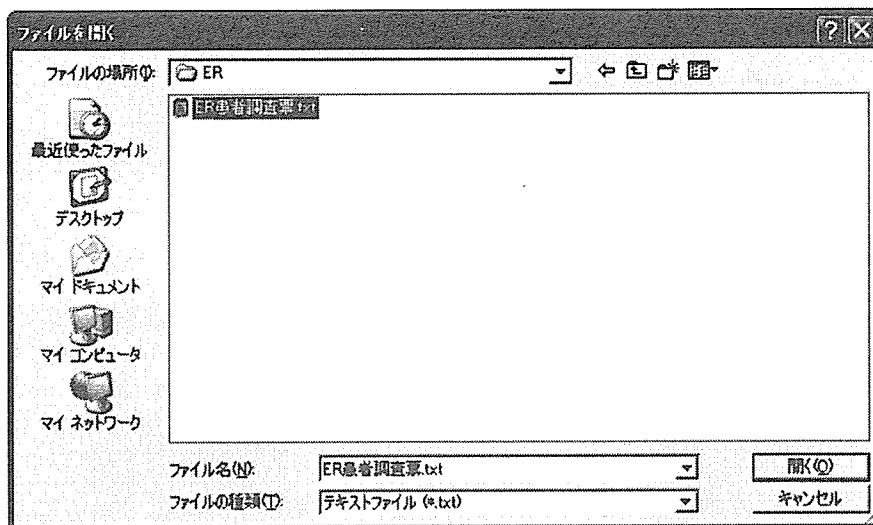 ファイルを開く
ファイルの場所(I):
ER
ER患者調査票.txt
最近使ったファイル
デスクトップ
マイ ドキュメント
マイ コンピュータ
マイ ネットワーク
ファイル名(N):
ER患者調査票.txt
開く(O)
ファイルの種類(T):
テキストファイル (*.txt)
キャンセル